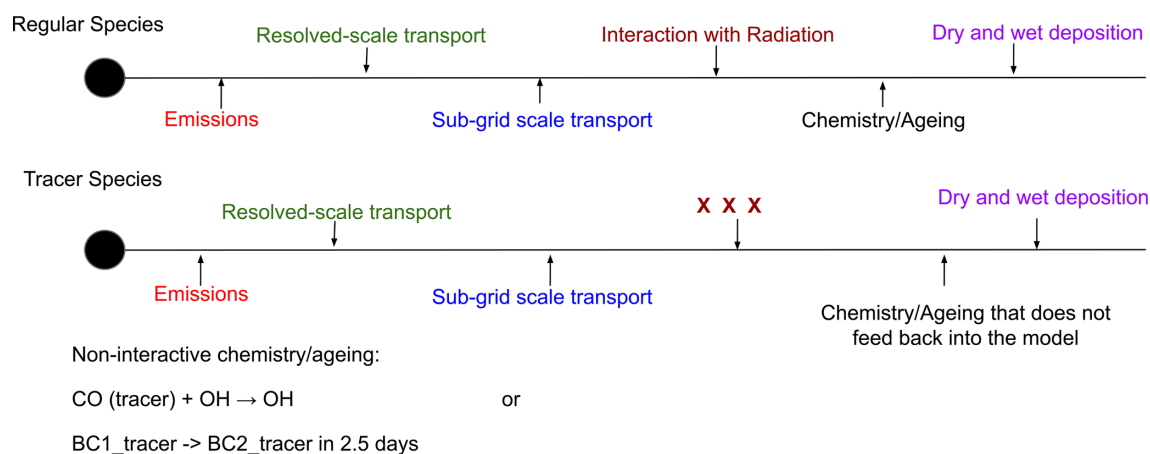 Regular Species
Resolved-scale transport
Interaction with Radiation
Dry and wet deposition
Emissions
Sub-grid scale transport
Chemistry/Ageing
Tracer Species
Resolved-scale transport
X X X
Dry and wet deposition
Emissions
Sub-grid scale transport
Chemistry/Ageing that does not
feed back into the model
Non-interactive chemistry/ageing:
CO (tracer) + OH → OH or
BC1_tracer -> BC2_tracer in 2.5 days